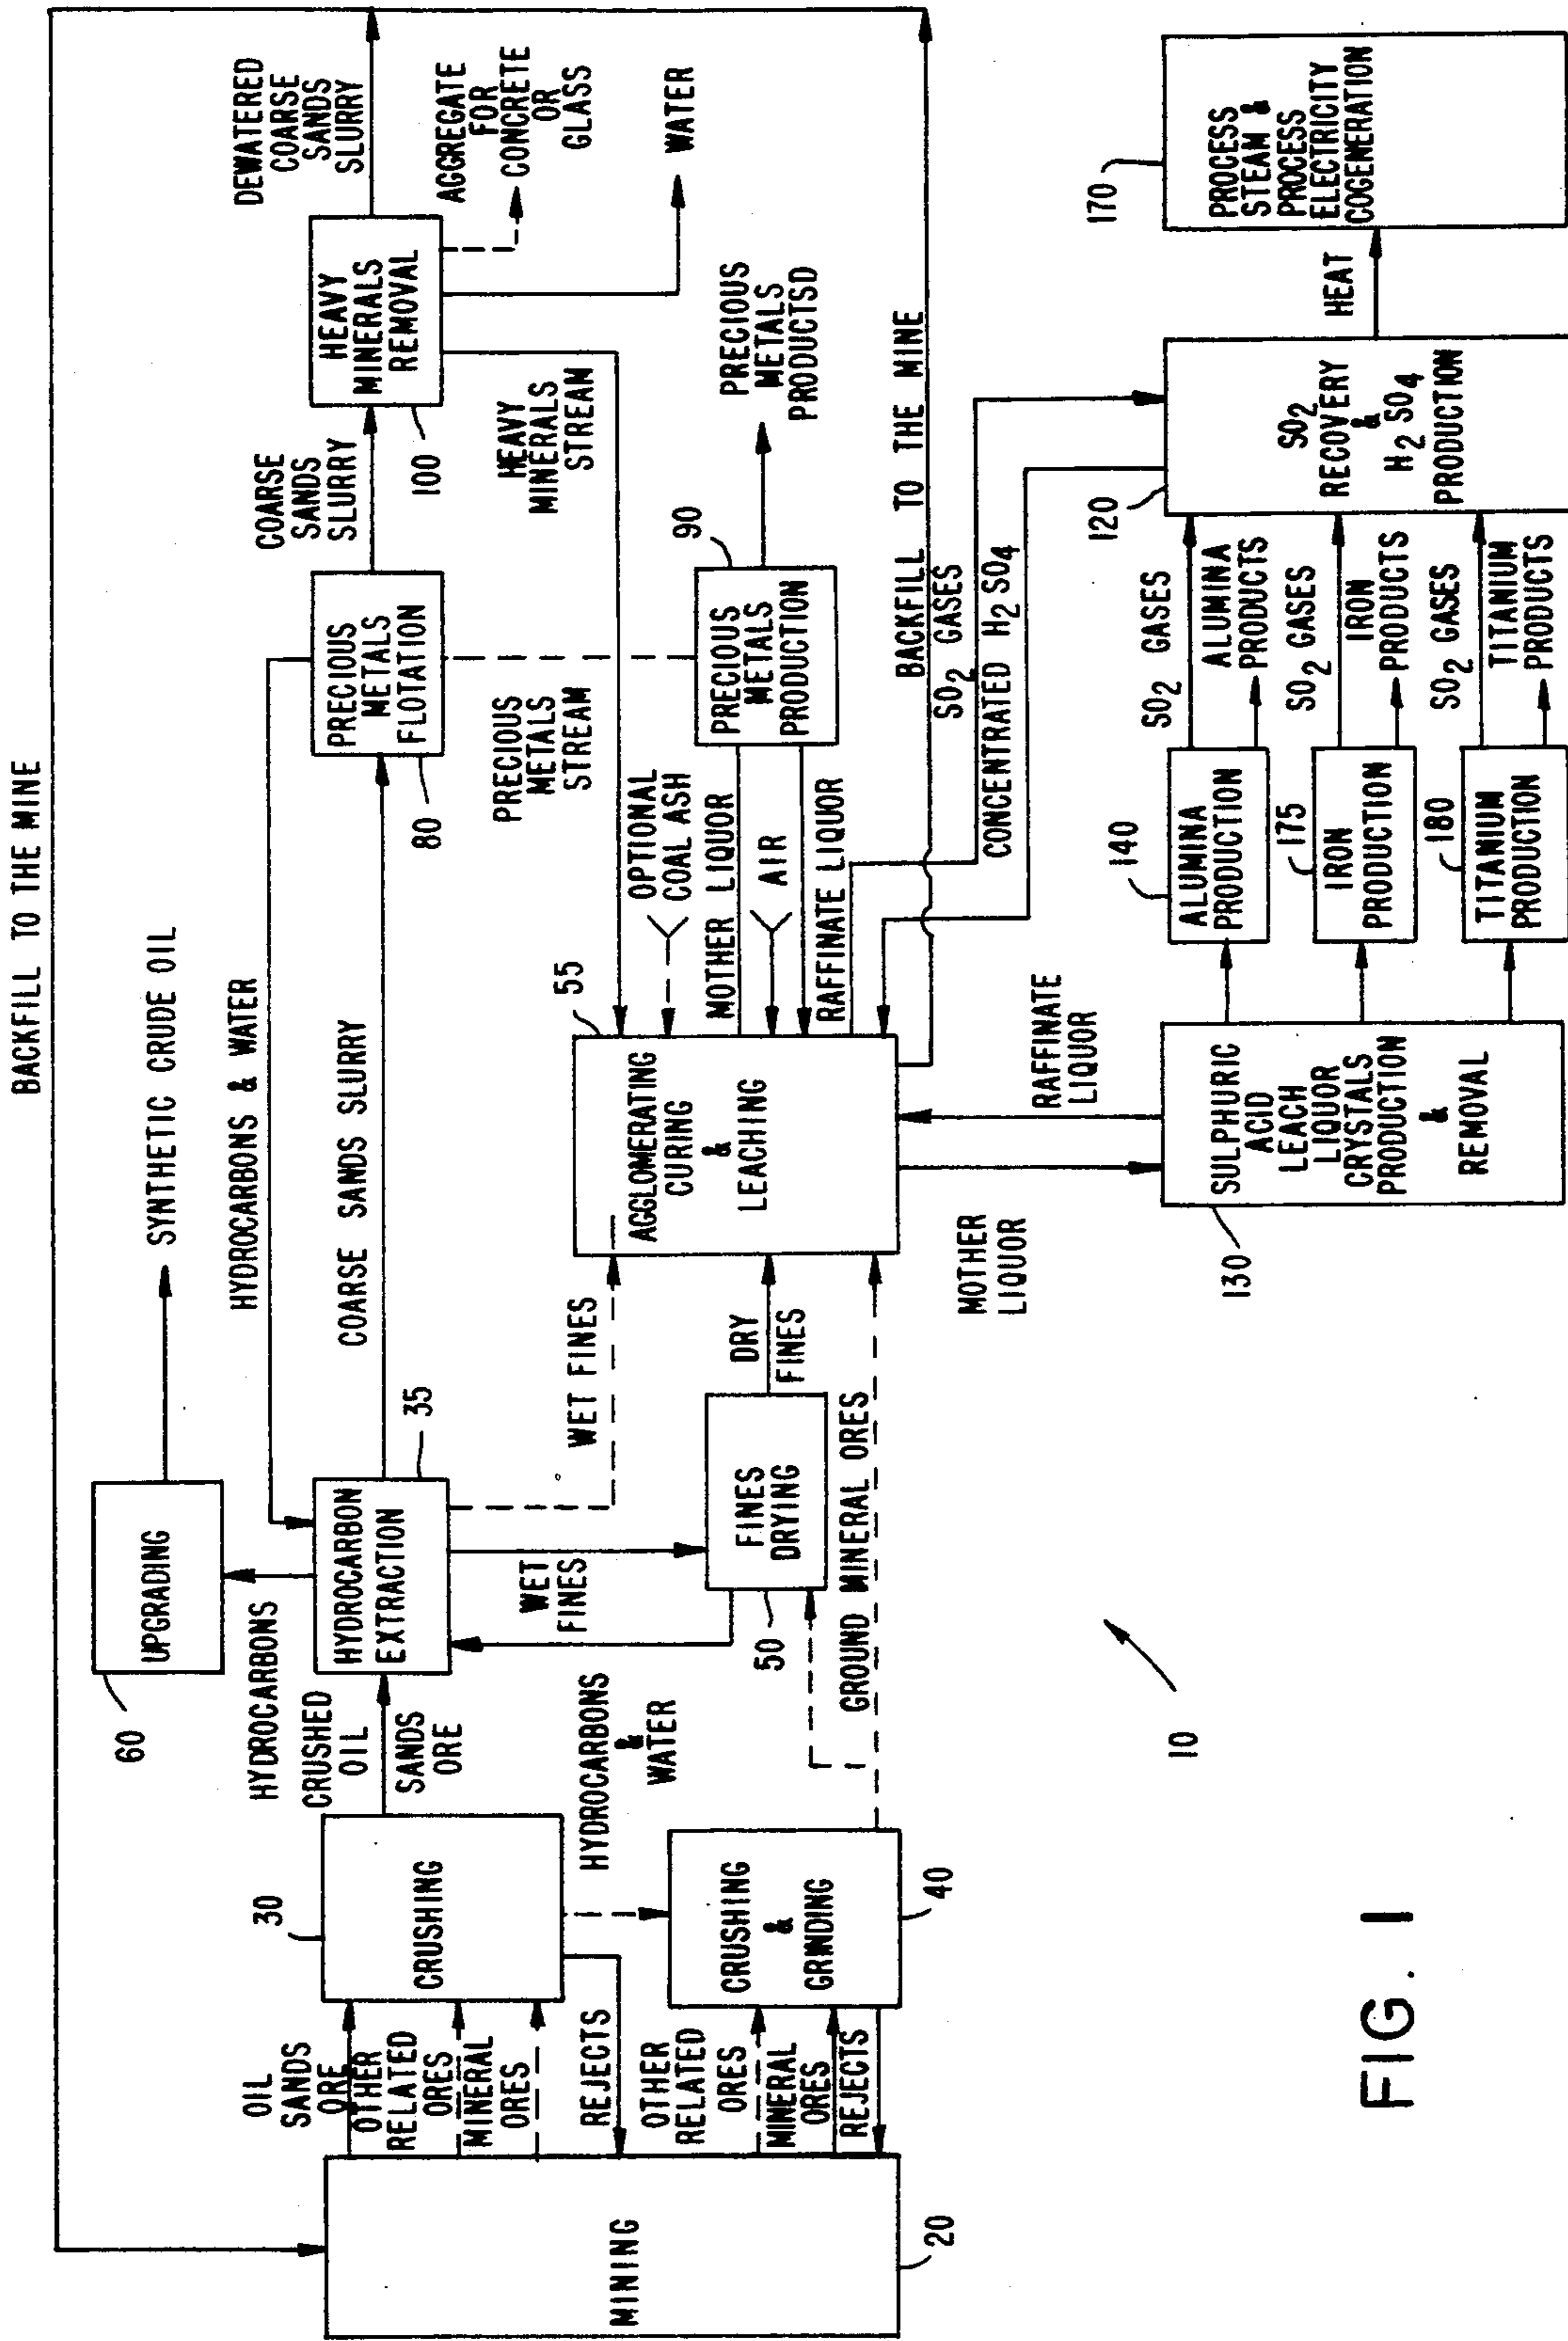 BACKFILL TO THE MINE
MINING
20
OIL
SANDS
ORE
OTHER
RELATED
ORES
MINERAL
ORES
REJECTS
OTHER
RELATED
ORES
MINERAL
ORES
REJECTS
30
CRUSHING
CRUSHING
&
GRINDING
40
CRUSHED
OIL
SANDS
ORE
HYDROCARBONS
60
UPGRADING
SYNTHETIC CRUDE OIL
HYDROCARBONS & WATER
HYDROCARBON
EXTRACTION
35
COARSE SANDS SLURRY
HYDROCARBONS
&
WATER
WET
FINES
WET FINES
FINES
DRYING
50
DRY
FINES
GROUND MINERAL ORES
55
AGGLOMERATING
CURING
&
LEACHING
OPTIONAL
COAL ASH
MOTHER LIQUOR
AIR
RAFFINATE LIQUOR
PRECIOUS
METALS
FLOTATION
80
PRECIOUS
METALS
STREAM
COARSE
SANDS
SLURRY
HEAVY
MINERALS
REMOVAL
100
HEAVY
MINERALS
STREAM
DEWATERED
COARSE
SANDS
SLURRY
AGGREGATE
FOR
CONCRETE
OR
GLASS
WATER
90
PRECIOUS
METALS
PRODUCTION
PRECIOUS
METALS
PRODUCTSD
BACKFILL TO THE MINE
SO2 GASES
CONCENTRATED H2SO4
MOTHER
LIQUOR
RAFFINATE
LIQUOR
130
SULPHURIC
ACID
LEACH
LIQUOR
CRYSTALS
PRODUCTION
&
REMOVAL
140
ALUMINA
PRODUCTION
175
IRON
PRODUCTION
180
TITANIUM
PRODUCTION
SO2 GASES
ALUMINA
PRODUCTS
SO2 GASES
IRON
PRODUCTS
SO2 GASES
TITANIUM
PRODUCTS
120
SO2
RECOVERY
&
H2SO4
PRODUCTION
HEAT
170
PROCESS
STEAM &
PROCESS
ELECTRICITY
COGENERATION
10
FIG. 1